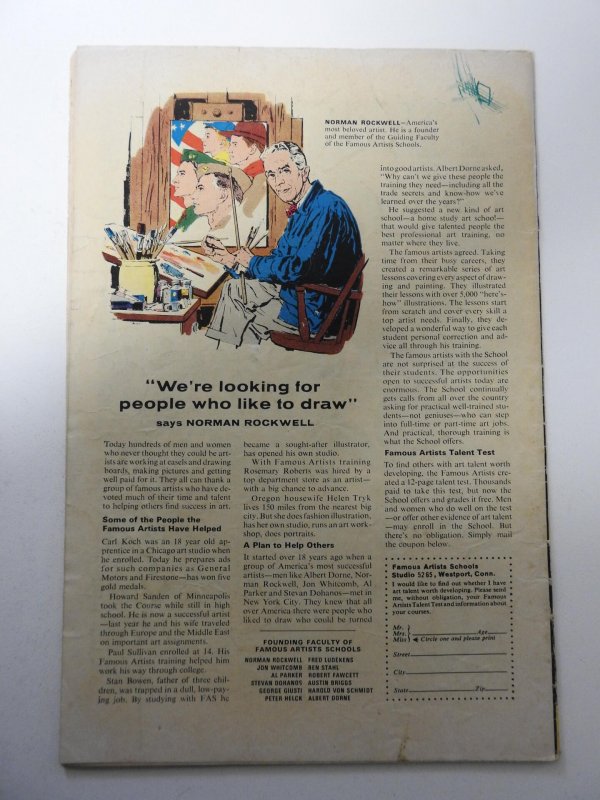 NORMAN ROCKWELL—America's
most beloved artist. He is a founder
and member of the Guiding Faculty
of the Famous Artists Schools.
"We're looking for
people who like to draw"
says NORMAN ROCKWELL
Today hundreds of men and women
who never thought they could be art-
ists are working at easels and drawing
boards, making pictures and getting
well paid for it. They all can thank a
group of famous artists who have de-
voted much of their time and talent
to helping others find success in art.
Some of the People the
Famous Artists Have Helped
Carl Koch was an 18 year old ap-
prentice in a Chicago art studio when
he enrolled. Today he prepares ads
for such companies as General
Motors and Firestone—has won five
gold medals.
Howard Sanden of Minneapolis
took the Course while still in high
school. He is now a successful artist
—last year he and his wife traveled
through Europe and the Middle East
on important art assignments.
Paul Sullivan enrolled at 14. His
Famous Artists training helped him
work his way through college.
Stan Bowen, father of three chil-
dren, was trapped in a dull, low-pay-
ing job. By studying with FAS he
became a sought-after illustrator,
has opened his own studio.
With Famous Artists training
Rosemary Roberts was hired by a
top department store as an artist—
with a big chance to advance.
Oregon housewife Helen Tryk
lives 150 miles from the nearest big
city. But she does fashion illustration,
has her own studio, runs an art work-
shop, does portraits.
A Plan to Help Others
It started over 18 years ago when a
group of America's most successful
artists—men like Albert Dorne, Nor-
man Rockwell, Jon Whitcomb, Al
Parker and Stevan Dohanos—met in
New York City. They knew that all
over America there were people who
liked to draw who could be turned
FOUNDING FACULTY OF
FAMOUS ARTISTS SCHOOLS
NORMAN ROCKWELL FRED LUDEKENS
JON WHITCOMB BEN STAHL
AL PARKER ROBERT FAWCETT
STEVAN DOHANOS AUSTIN BRIGGS
GEORGE GIUSTI HAROLD VON SCHMIDT
PETER HELCK ALBERT DORNE
into good artists. Albert Dorne asked,
"Why can't we give these people the
training they need—including all the
trade secrets and know-how we've
learned over the years?"
He suggested a new kind of art
school—a home study art school—
that would give talented people the
best professional art training, no
matter where they live.
The famous artists agreed. Taking
time from their busy careers, they
created a remarkable series of art
lessons covering every aspect of draw-
ing and painting. They illustrated
their lessons with over 5,000 "here's-
how" illustrations. The lessons start
from scratch and cover every skill a
top artist needs. Finally, they de-
veloped a wonderful way to give each
student personal correction and ad-
vice all through his training.
The famous artists with the School
are not surprised at the success of
their students. The opportunities
open to successful artists today are
enormous. The School continually
gets calls from all over the country
asking for practical well-trained stu-
dents—not geniuses—who can step
into full-time or part-time art jobs.
And practical, thorough training is
what the School offers.
Famous Artists Talent Test
To find others with art talent worth
developing, the Famous Artists cre-
ated a 12-page talent test. Thousands
paid to take this test, but now the
School offers and grades it free. Men
and women who do well on the test
—or offer other evidence of art talent
—may enroll in the School. But
there's no obligation. Simply mail
the coupon below.
Famous Artists Schools
Studio 5265, Westport, Conn.
I would like to find out whether I have
art talent worth developing. Please send
me, without obligation, your Famous
Artists Talent Test and information about
your courses.
Mr.
Mrs. Age
Miss Circle one and please print
Street
City
State Zip